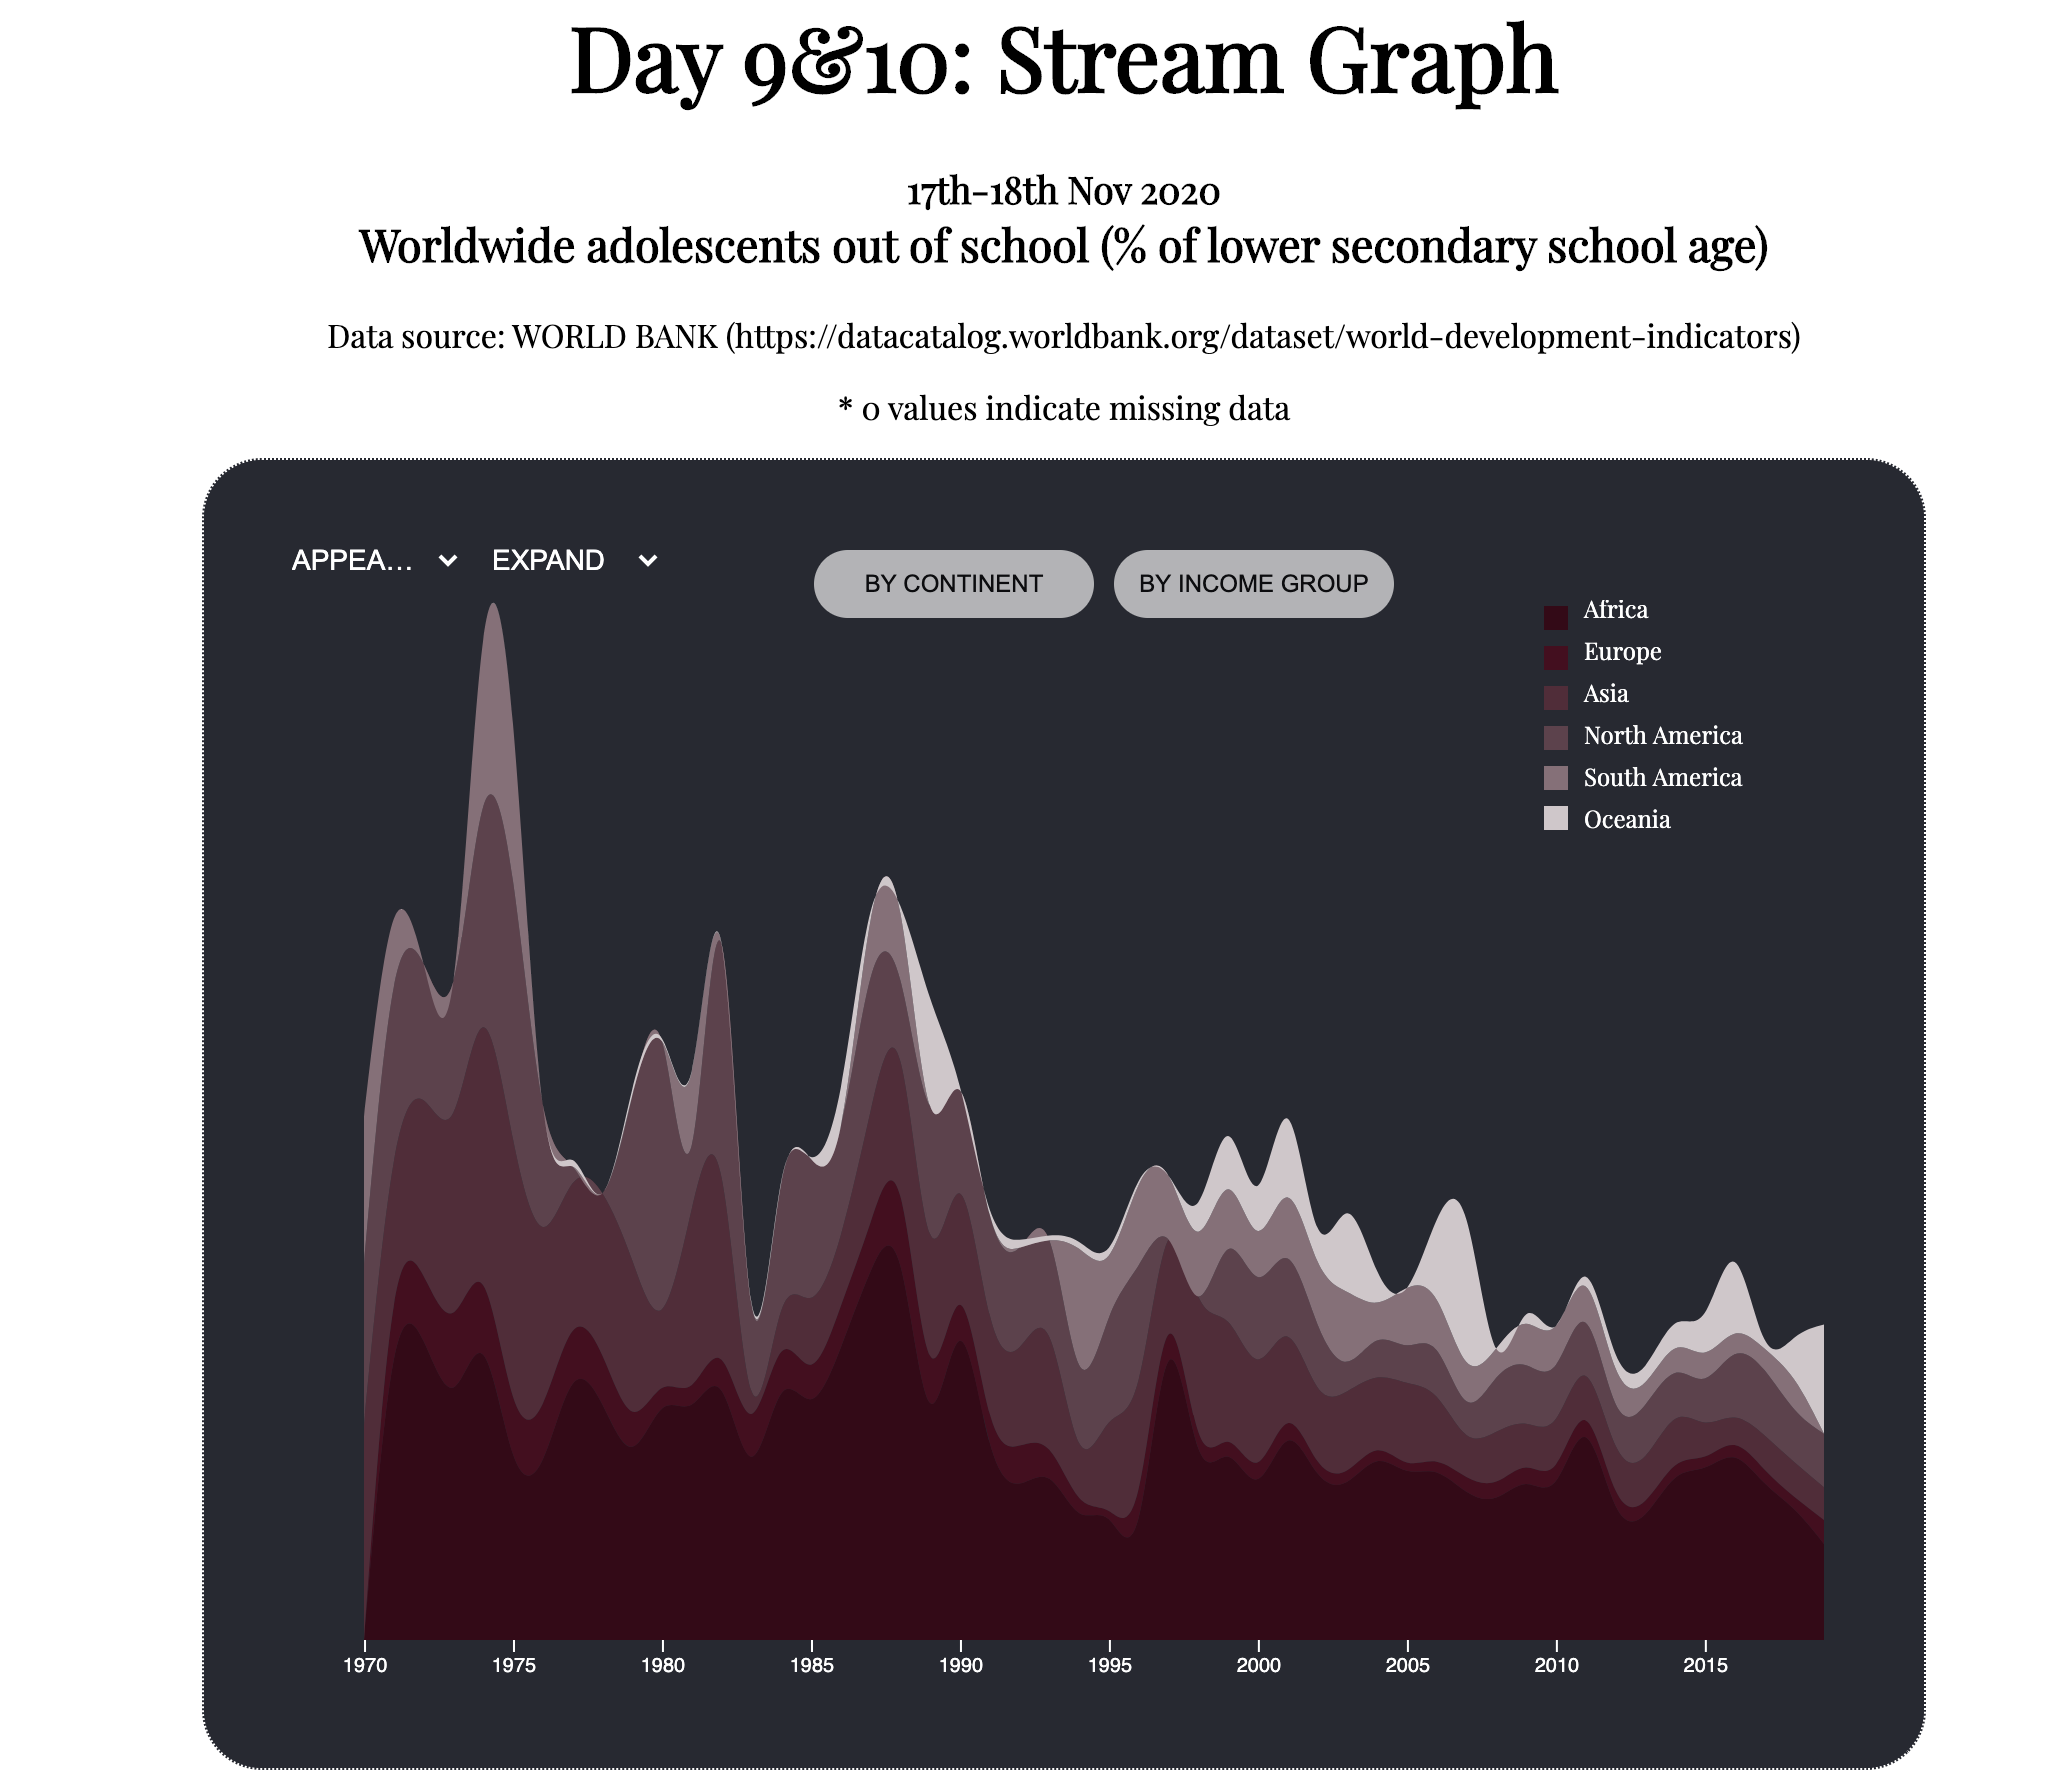 Day 9&10: Stream Graph
17th-18th Nov 2020
Worldwide adolescents out of school (% of lower secondary school age)
Data source: WORLD BANK (https://datacatalog.worldbank.org/dataset/world-development-indicators)
* 0 values indicate missing data
APPEA... EXPAND
BY CONTINENT
BY INCOME GROUP
Africa
Europe
Asia
North America
South America
Oceania
1970 1975 1980 1985 1990 1995 2000 2005 2010 2015